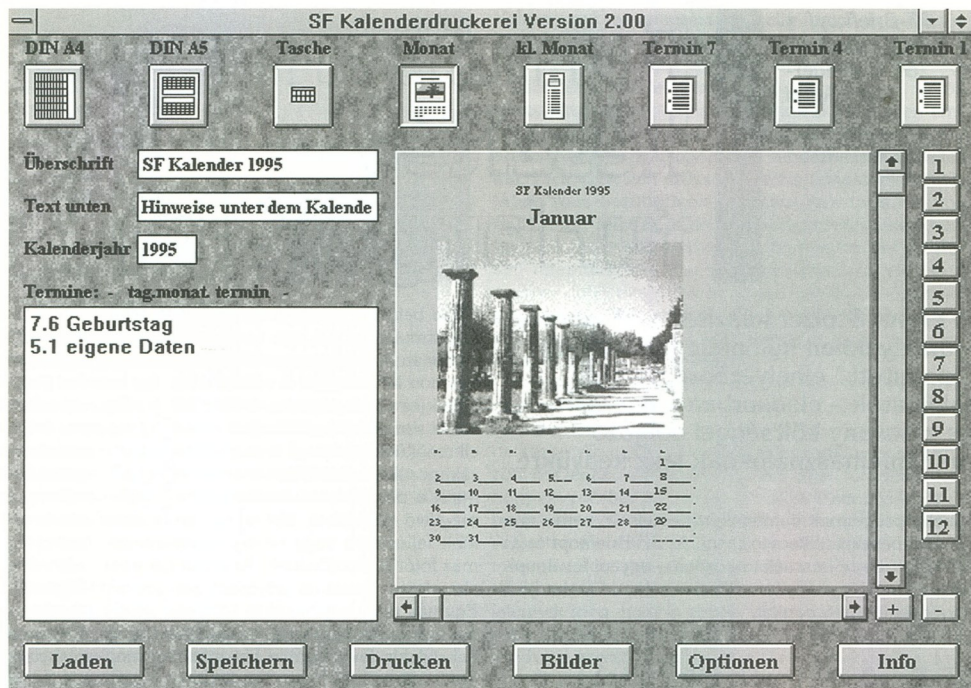 SF Kalenderdruckerei Version 2.00
DIN A4 DIN A5 Tasche Monat kl. Monat Termin 7 Termin 4 Termin 1
Überschrift SF Kalender 1995
Text unten Hinweise unter dem Kalende
Kalenderjahr 1995
Termine: - tag.monat. termin -
7.6 Geburtstag
5.1 eigene Daten
SF Kalender 1995
Januar
1
2 3 4 5 6 7 8
9 10 11 12 13 14 15
16 17 18 19 20 21 22
23 24 25 26 27 28 29
30 31
1
2
3
4
5
6
7
8
9
10
11
12
+ -
Laden Speichern Drucken Bilder Optionen Info